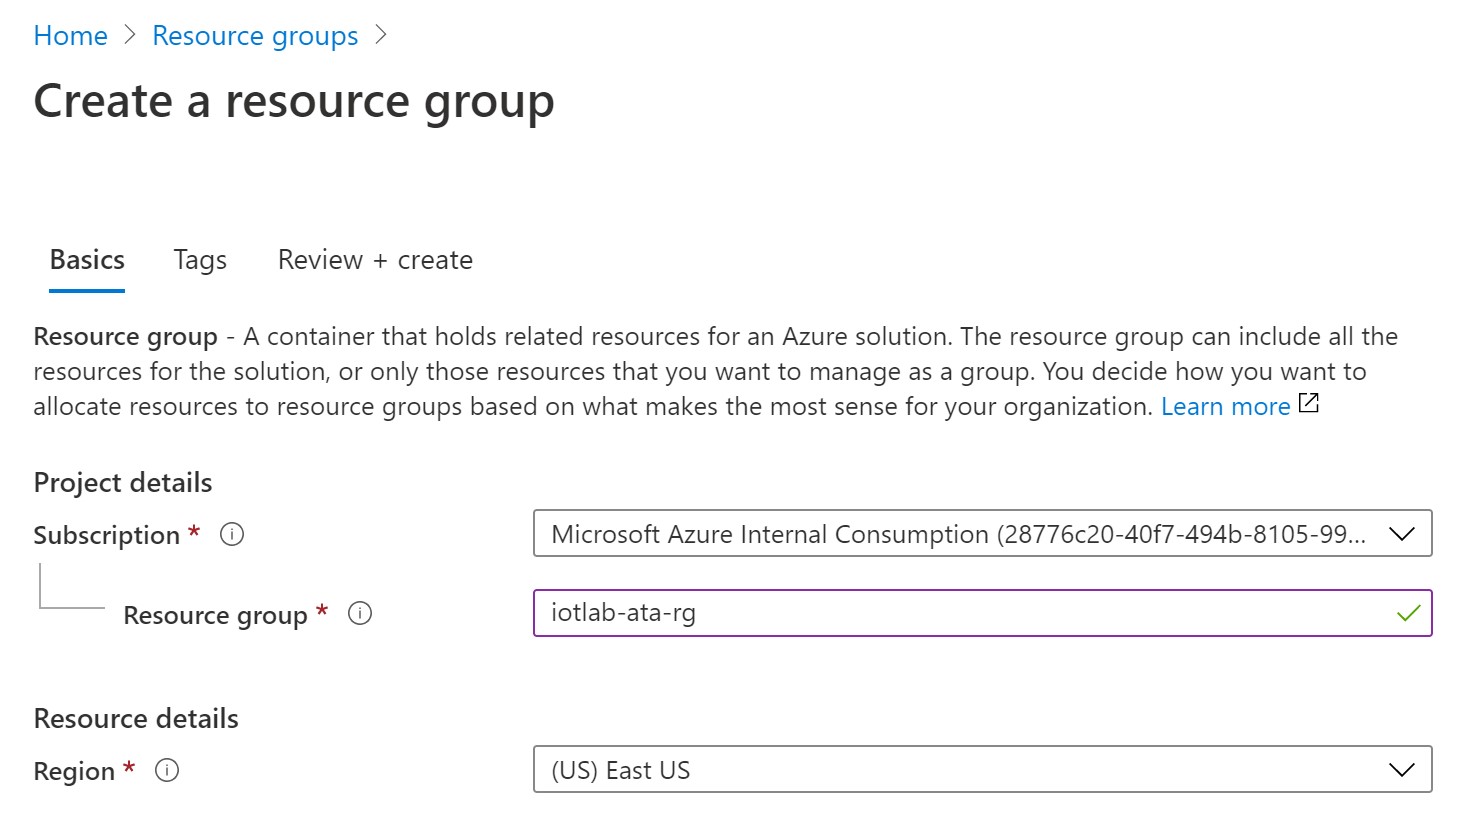 Home > Resource groups >
Create a resource group
Basics Tags Review + create
Resource group - A container that holds related resources for an Azure solution. The resource group can include all the
resources for the solution, or only those resources that you want to manage as a group. You decide how you want to
allocate resources to resource groups based on what makes the most sense for your organization. Learn more
Project details
Subscription * Microsoft Azure Internal Consumption (28776c20-40f7-494b-8105-99...
Resource group * iotlab-ata-rg
Resource details
Region * (US) East US